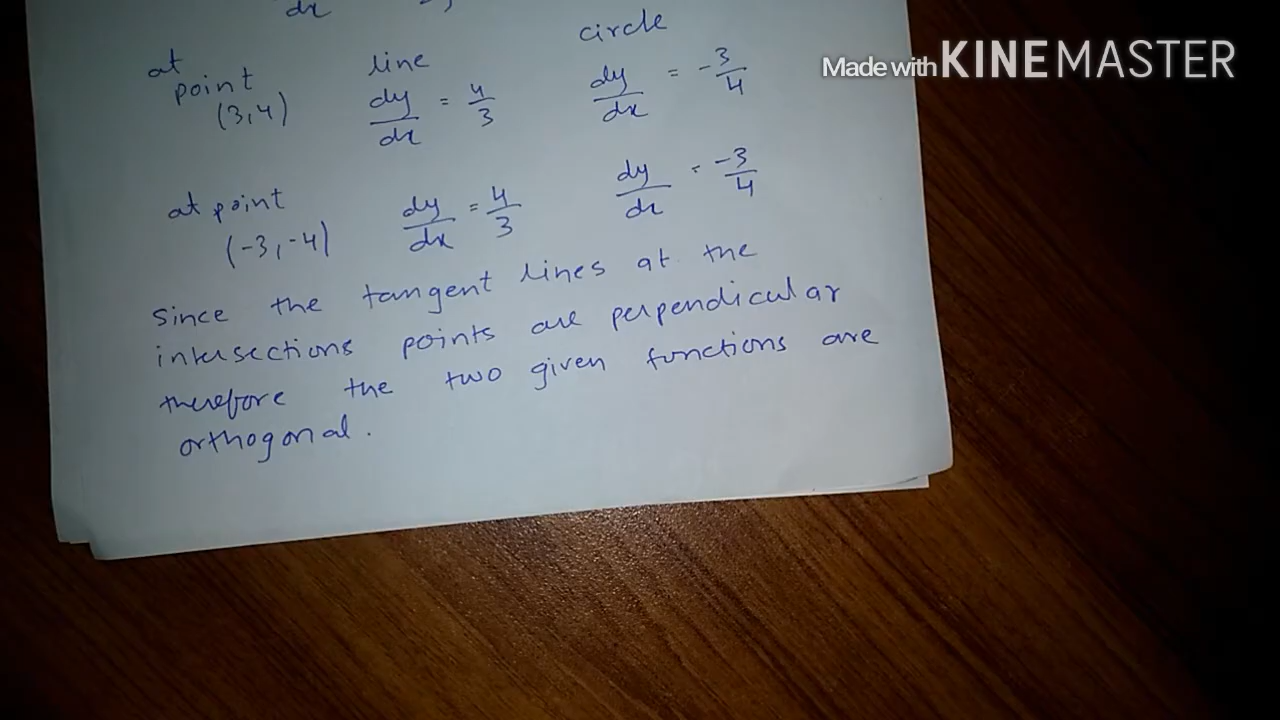 dx
circle
at point (3,4) line dy/dx = 4/3 dy/dx = -3/4
at point (-3,-4) dy/dx = 4/3 dy/dx = -3/4
Since the tangent lines at the
intersections points are perpendicular
therefore the two given functions are
orthogonal.
Made with KINEMASTER